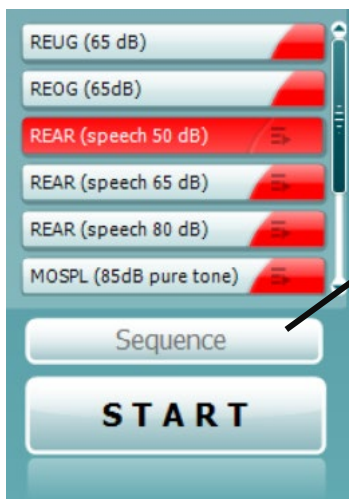 REUG (65 dB)
REOG (65dB)
REAR (speech 50 dB)
REAR (speech 65 dB)
REAR (speech 80 dB)
MOSPL (85dB pure tone)
Sequence
START